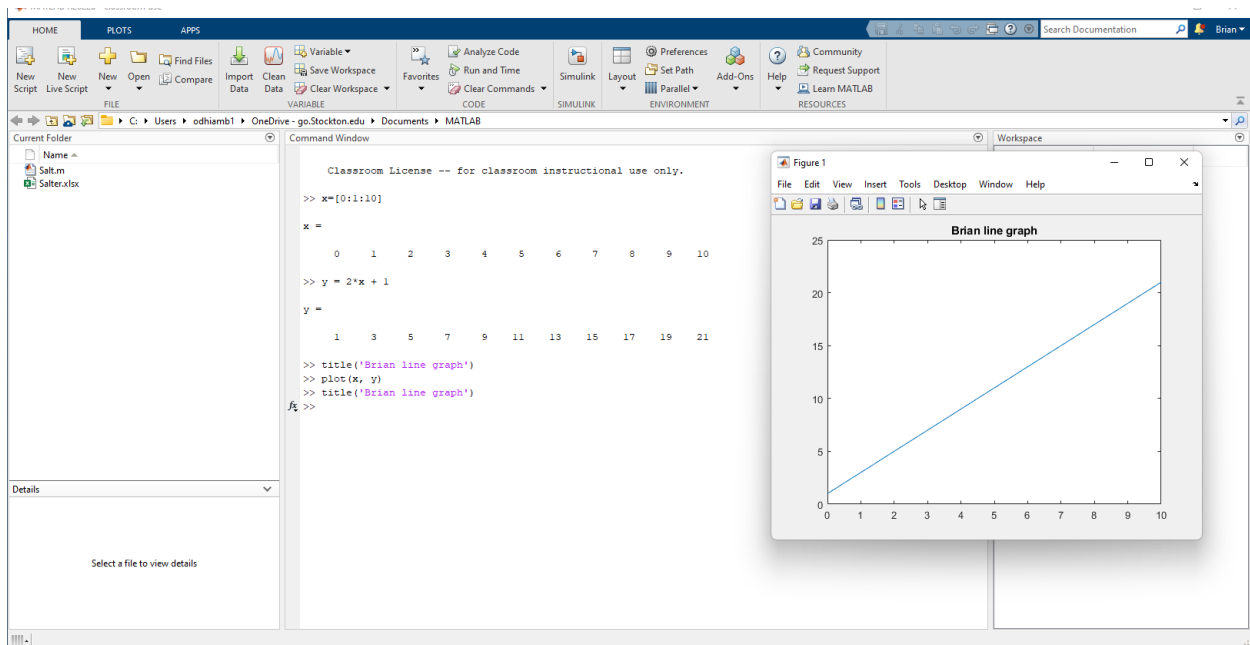 HOME PLOTS APPS
Search Documentation
Brian
New Script
New Live Script
New
Open
Find Files
Compare
Import Data
Clean Data
Variable
Save Workspace
Clear Workspace
Favorites
Analyze Code
Run and Time
Clear Commands
Simulink
Layout
Preferences
Set Path
Parallel
Add-Ons
Help
Community
Request Support
Learn MATLAB
FILE VARIABLE CODE SIMULINK ENVIRONMENT RESOURCES
C: Users odhiamb1 OneDrive - go.Stockton.edu Documents MATLAB
Current Folder
Name
Salt.m
Salter.xlsx
Details
Select a file to view details
Command Window
Classroom License -- for classroom instructional use only.
>> x=[0:1:10]
x =
0 1 2 3 4 5 6 7 8 9 10
>> y = 2*x + 1
y =
1 3 5 7 9 11 13 15 17 19 21
>> title('Brian line graph')
>> plot(x, y)
>> title('Brian line graph')
fx >>
Workspace
Figure 1
File Edit View Insert Tools Desktop Window Help
Brian line graph
25
20
15
10
5
0
0 1 2 3 4 5 6 7 8 9 10